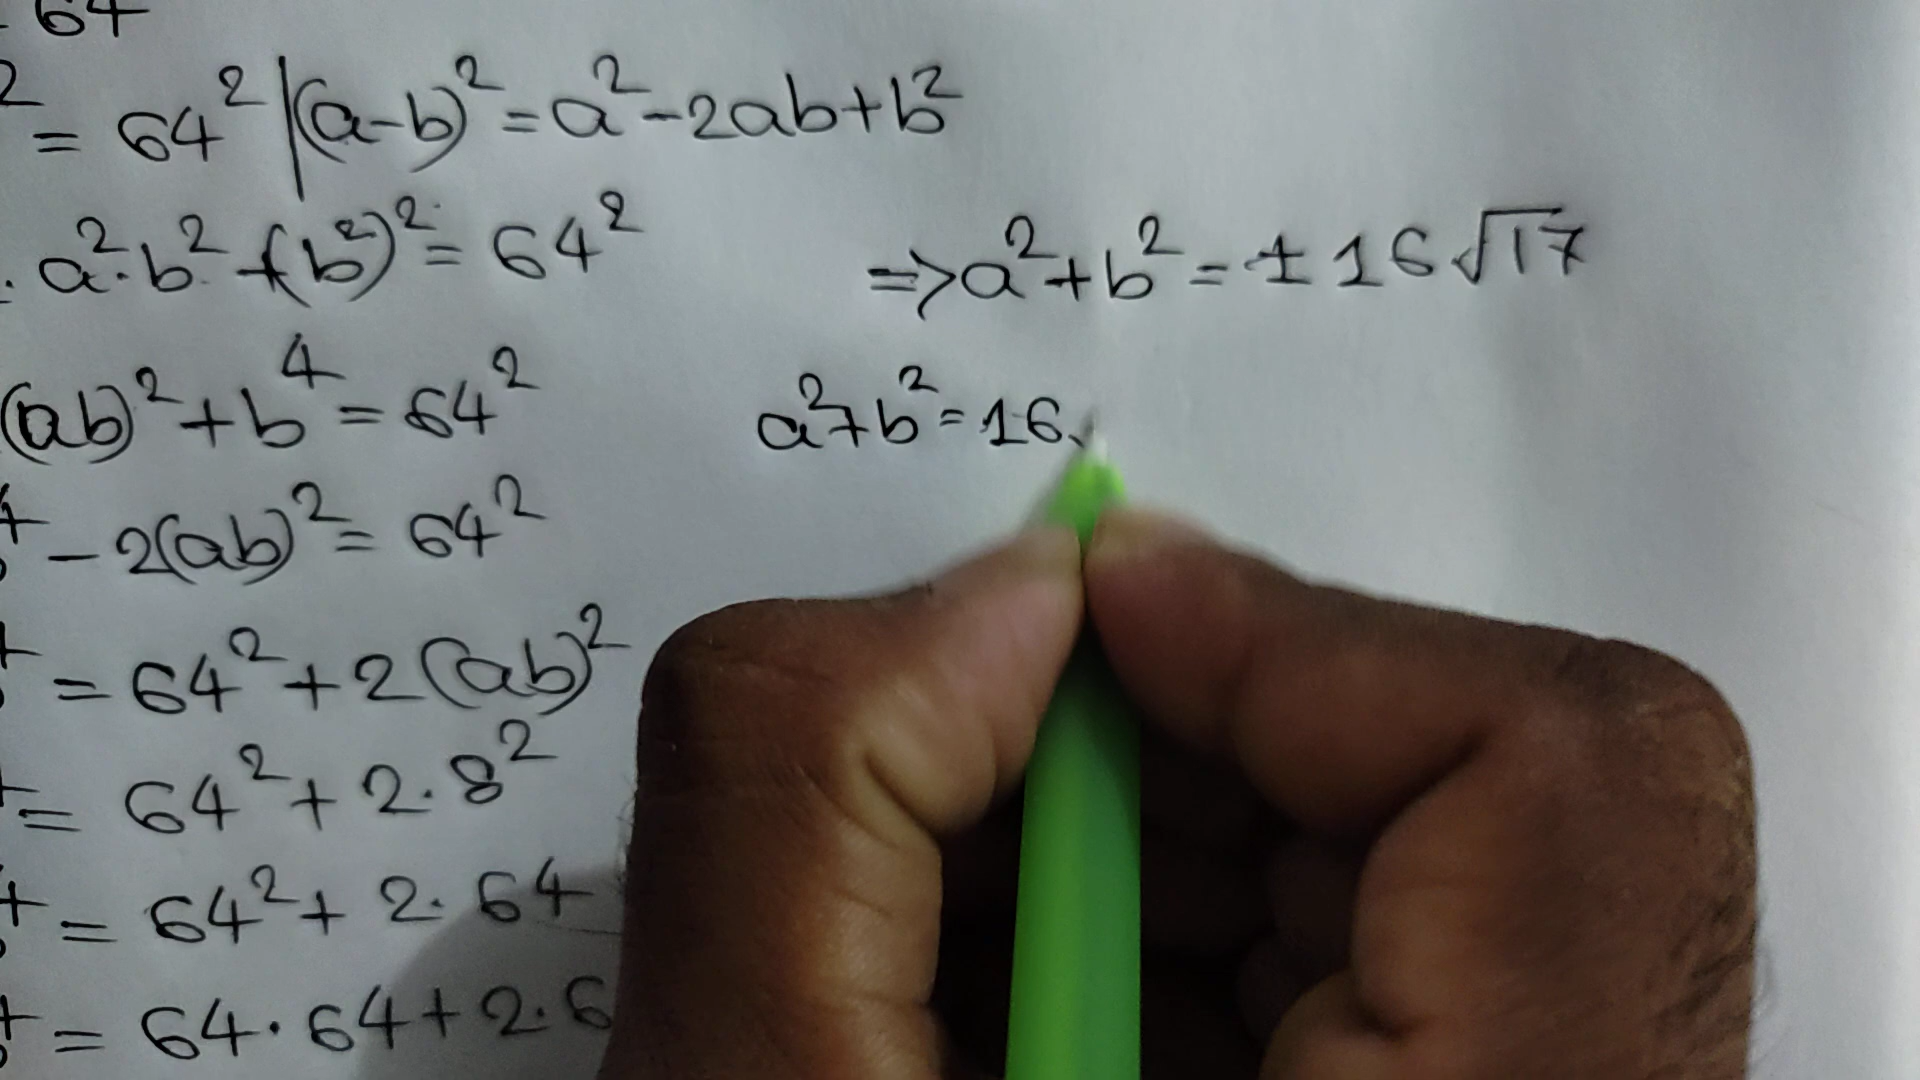 - 64
2 = 64² | (a-b)² = a² - 2ab + b²
. a²·b² + (b²)² = 64²
⇒ a² + b² = ± 16√17
(ab)² + b⁴ = 64²
a² + b² = 16
- 2(ab)² = 64²
= 64² + 2(ab)²
= 64² + 2·8²
= 64² + 2·64
= 64·64 + 2·6